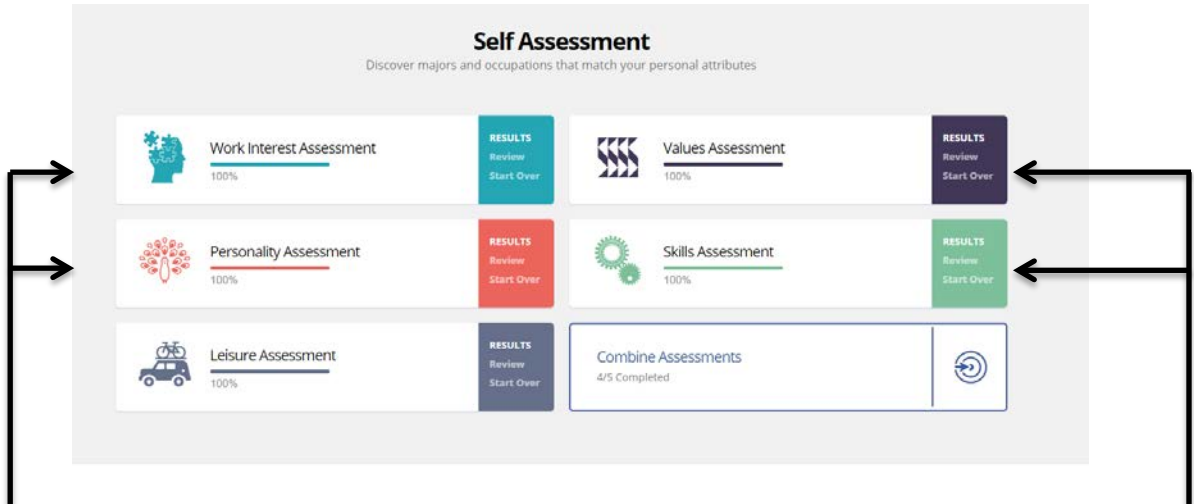 Self Assessment
Discover majors and occupations that match your personal attributes
Work Interest Assessment
100%
RESULTS
Review
Start Over
Values Assessment
100%
RESULTS
Review
Start Over
Personality Assessment
100%
RESULTS
Review
Start Over
Skills Assessment
100%
RESULTS
Review
Start Over
Leisure Assessment
100%
RESULTS
Review
Start Over
Combine Assessments
4/5 Completed